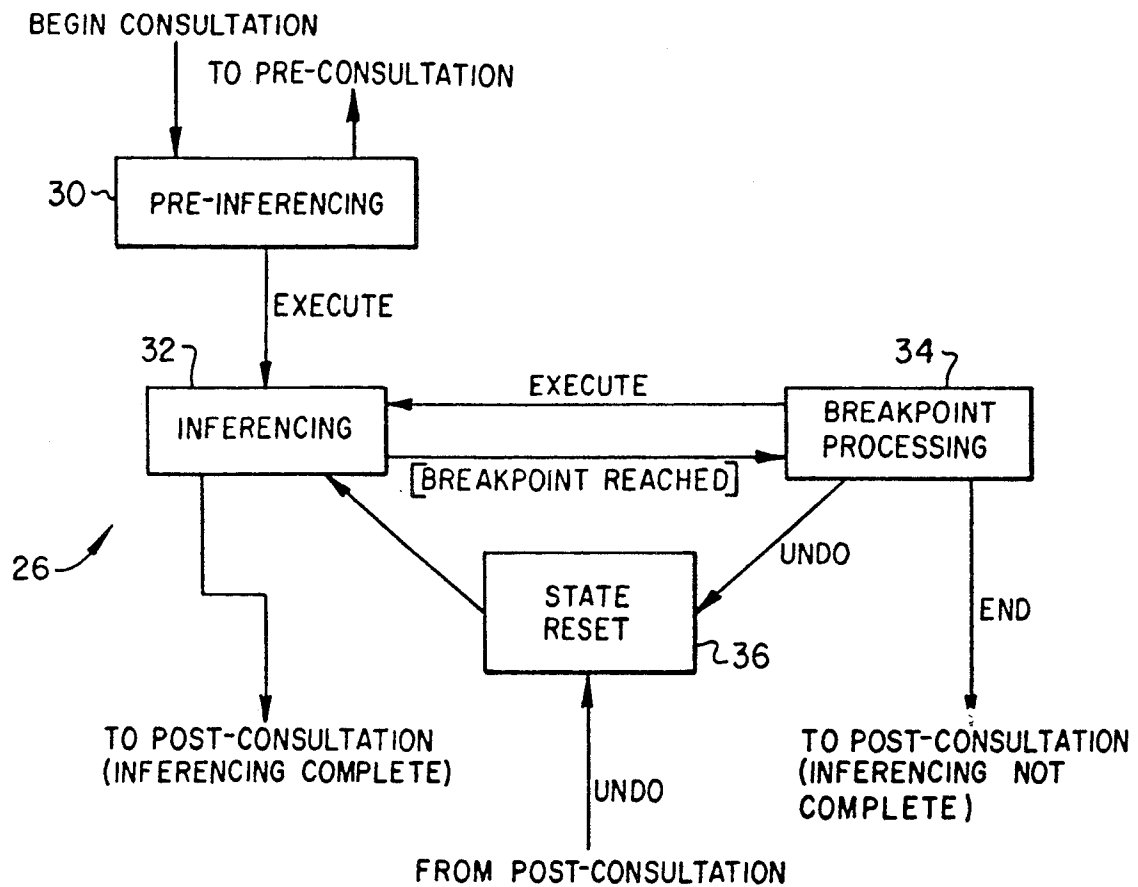 BEGIN CONSULTATION
TO PRE-CONSULTATION
30
PRE-INFERENCING
EXECUTE
32
34
INFERENCING
EXECUTE
BREAKPOINT
PROCESSING
[BREAKPOINT REACHED]
26
UNDO
STATE
RESET
36
END
TO POST-CONSULTATION
(INFERENCING COMPLETE)
TO POST-CONSULTATION
(INFERENCING NOT
COMPLETE)
UNDO
FROM POST-CONSULTATION